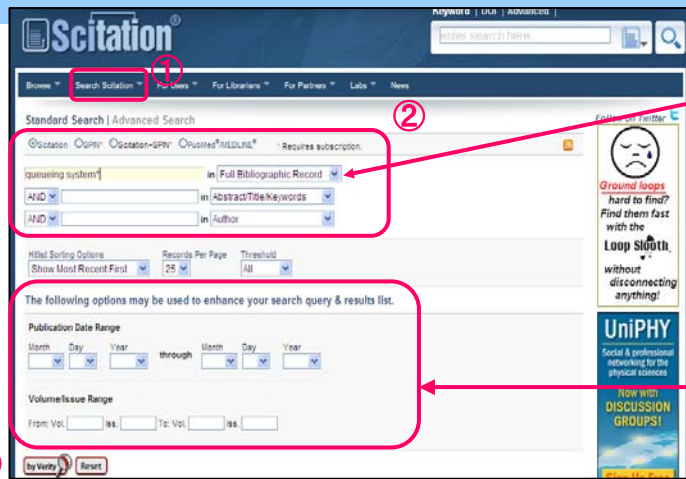 Keyword | DOI | Advanced |
Scitation®
enter search here
①
Browse Search Scitation For Users For Librarians For Partners Labs News
②
Standard Search | Advanced Search
Follow on Twitter
Scitation SPIN* Scitation+SPIN* PubMed®/MEDLINE® * Requires subscription.
queueing system* in Full Bibliographic Record
AND in Abstract/Title/Keywords
AND in Author
Hitlist Sorting Options Records Per Page Threshold
Show Most Recent First 25 All
The following options may be used to enhance your search query & results list.
Publication Date Range
Month Day Year through Month Day Year
Volume/Issue Range
From: Vol. Iss. To: Vol. Iss.
by Verity Reset
Ground loops
hard to find?
Find them fast
with the
Loop Slooth
without
disconnecting
anything!
UniPHY
Social & professional
networking for the
physical sciences
Now with
DISCUSSION
GROUPS!
Sign Up Free